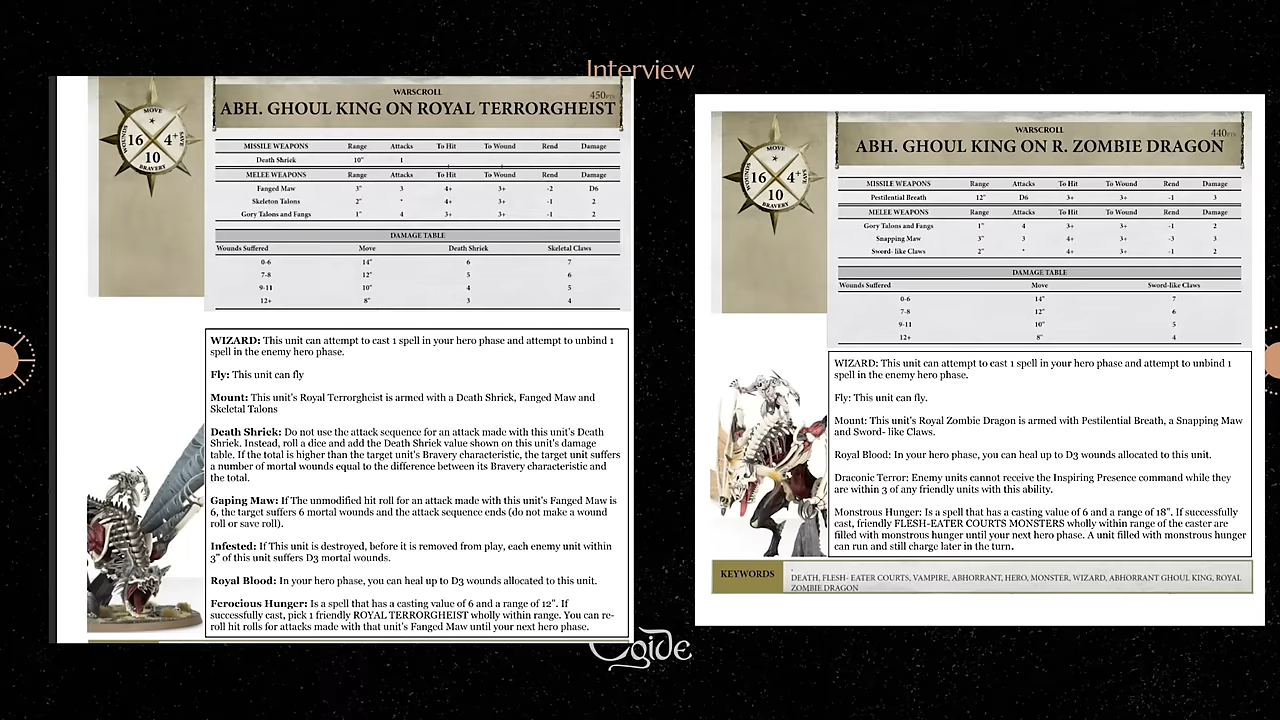 Interview
WARSCROLL
450PTS
ABH. GHOUL KING ON ROYAL TERRORGHEIST
MOVE
*
WOUNDS
16
4+
SAVE
10
BRAVERY
MISSILE WEAPONS Range Attacks To Hit To Wound Rend Damage
Death Shriek 10" 1
MELEE WEAPONS Range Attacks To Hit To Wound Rend Damage
Fanged Maw 3" 3 4+ 3+ -2 D6
Skeleton Talons 2" * 4+ 3+ -1 2
Gory Talons and Fangs 1" 4 3+ 3+ -1 2
DAMAGE TABLE
Wounds Suffered Move Death Shriek Skeletal Claws
0-6 14" 6 7
7-8 12" 5 6
9-11 10" 4 5
12+ 8" 3 4
WIZARD: This unit can attempt to cast 1 spell in your hero phase and attempt to unbind 1
spell in the enemy hero phase.
Fly: This unit can fly
Mount: This unit's Royal Terrorgheist is armed with a Death Shriek, Fanged Maw and
Skeletal Talons
Death Shriek: Do not use the attack sequence for an attack made with this unit's Death
Shriek. Instead, roll a dice and add the Death Shriek value shown on this unit's damage
table. If the total is higher than the target unit's Bravery characteristic, the target unit suffers
a number of mortal wounds equal to the difference between its Bravery characteristic and
the total.
Gaping Maw: If The unmodified hit roll for an attack made with this unit's Fanged Maw is
6, the target suffers 6 mortal wounds and the attack sequence ends (do not make a wound
roll or save roll).
Infested: If This unit is destroyed, before it is removed from play, each enemy unit within
3" of this unit suffers D3 mortal wounds.
Royal Blood: In your hero phase, you can heal up to D3 wounds allocated to this unit.
Ferocious Hunger: Is a spell that has a casting value of 6 and a range of 12". If
successfully cast, pick 1 friendly ROYAL TERRORGHEIST wholly within range. You can re-
roll hit rolls for attacks made with that unit's Fanged Maw until your next hero phase.
WARSCROLL
440PTS
ABH. GHOUL KING ON R. ZOMBIE DRAGON
MOVE
*
WOUNDS
16
4+
SAVE
10
BRAVERY
MISSILE WEAPONS Range Attacks To Hit To Wound Rend Damage
Pestilential Breath 12" D6 3+ 3+ -1 3
MELEE WEAPONS Range Attacks To Hit To Wound Rend Damage
Gory Talons and Fangs 1" 4 3+ 3+ -1 2
Snapping Maw 3" 3 4+ 3+ -3 3
Sword- like Claws 2" * 4+ 3+ -1 2
DAMAGE TABLE
Wounds Suffered Move Sword-like Claws
0-6 14" 7
7-8 12" 6
9-11 10" 5
12+ 8" 4
WIZARD: This unit can attempt to cast 1 spell in your hero phase and attempt to unbind 1
spell in the enemy hero phase.
Fly: This unit can fly.
Mount: This unit's Royal Zombie Dragon is armed with Pestilential Breath, a Snapping Maw
and Sword- like Claws.
Royal Blood: In your hero phase, you can heal up to D3 wounds allocated to this unit.
Draconic Terror: Enemy units cannot receive the Inspiring Presence command while they
are within 3 of any friendly units with this ability.
Monstrous Hunger: Is a spell that has a casting value of 6 and a range of 18". If successfully
cast, friendly FLESH-EATER COURTS MONSTERS wholly within range of the caster are
filled with monstrous hunger until your next hero phase. A unit filled with monstrous hunger
can run and still charge later in the turn.
KEYWORDS
DEATH, FLESH- EATER COURTS, VAMPIRE, ABHORRANT, HERO, MONSTER, WIZARD, ABHORRANT GHOUL KING, ROYAL
ZOMBIE DRAGON